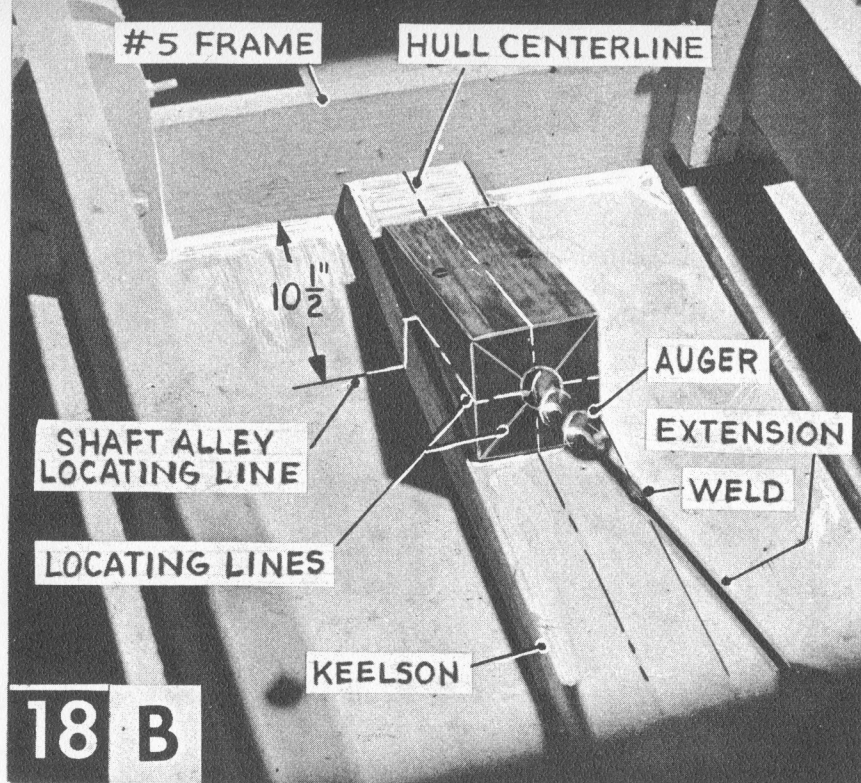 #5 FRAME
HULL CENTERLINE
10 1/2"
AUGER
EXTENSION
SHAFT ALLEY
LOCATING LINE
WELD
LOCATING LINES
KEELSON
18 B